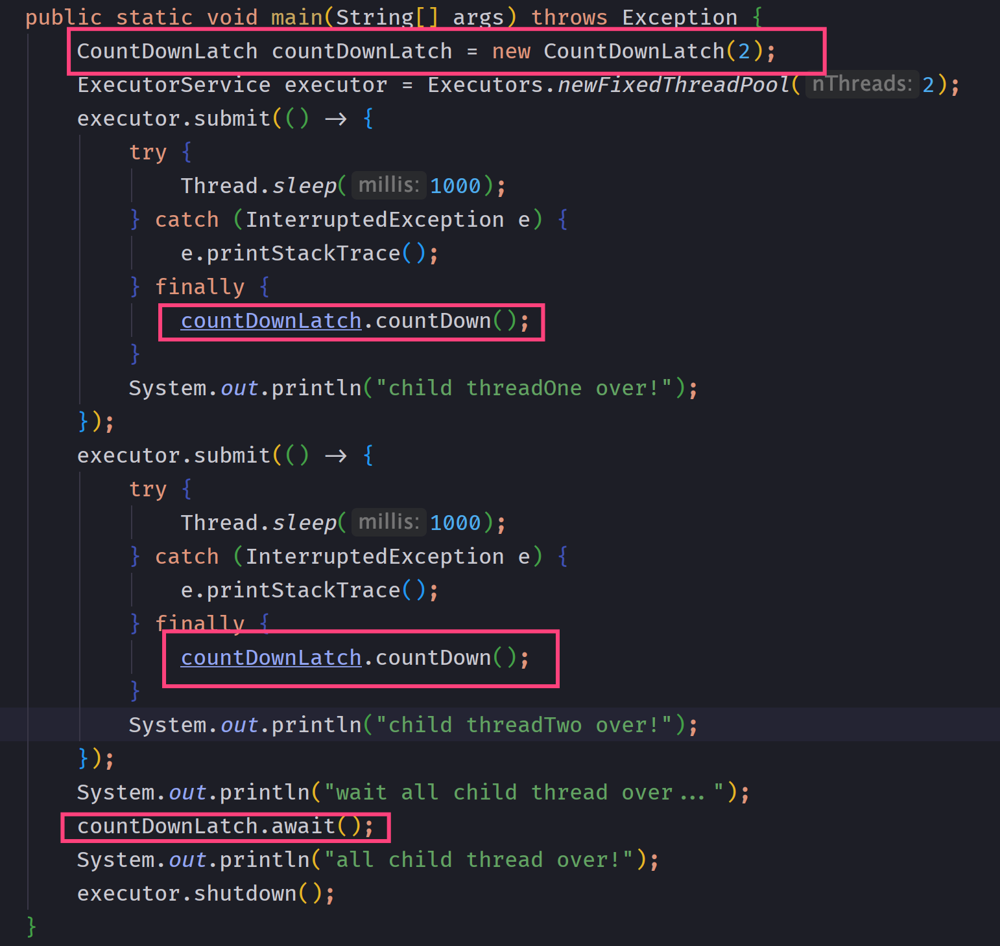 public static void main(String[] args) throws Exception {
CountDownLatch countDownLatch = new CountDownLatch(2);
ExecutorService executor = Executors.newFixedThreadPool( nThreads: 2);
executor.submit(() → {
try {
Thread.sleep( millis: 1000);
} catch (InterruptedException e) {
e.printStackTrace();
} finally {
countDownLatch.countDown();
}
System.out.println("child threadOne over!");
});
executor.submit(() → {
try {
Thread.sleep( millis: 1000);
} catch (InterruptedException e) {
e.printStackTrace();
} finally {
countDownLatch.countDown();
}
System.out.println("child threadTwo over!");
});
System.out.println("wait all child thread over...");
countDownLatch.await();
System.out.println("all child thread over!");
executor.shutdown();
}